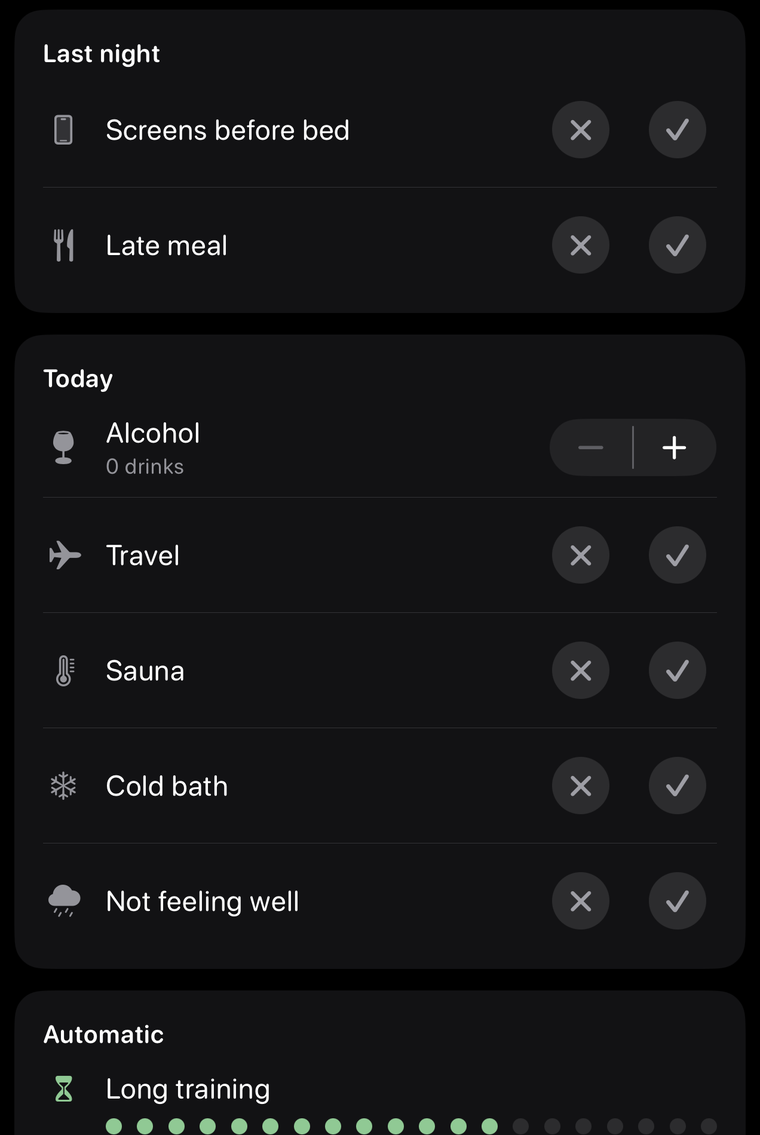 Last night
Screens before bed
Late meal
Today
Alcohol
0 drinks
Travel
Sauna
Cold bath
Not feeling well
Automatic
Long training